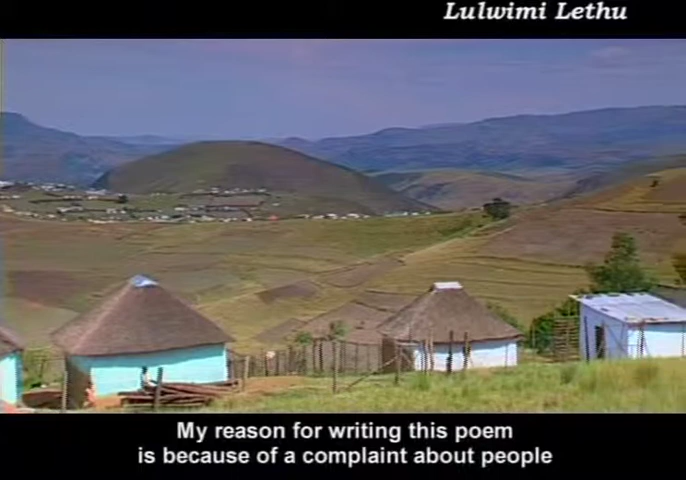 Lulwimi Lethu
My reason for writing this poem
is because of a complaint about people